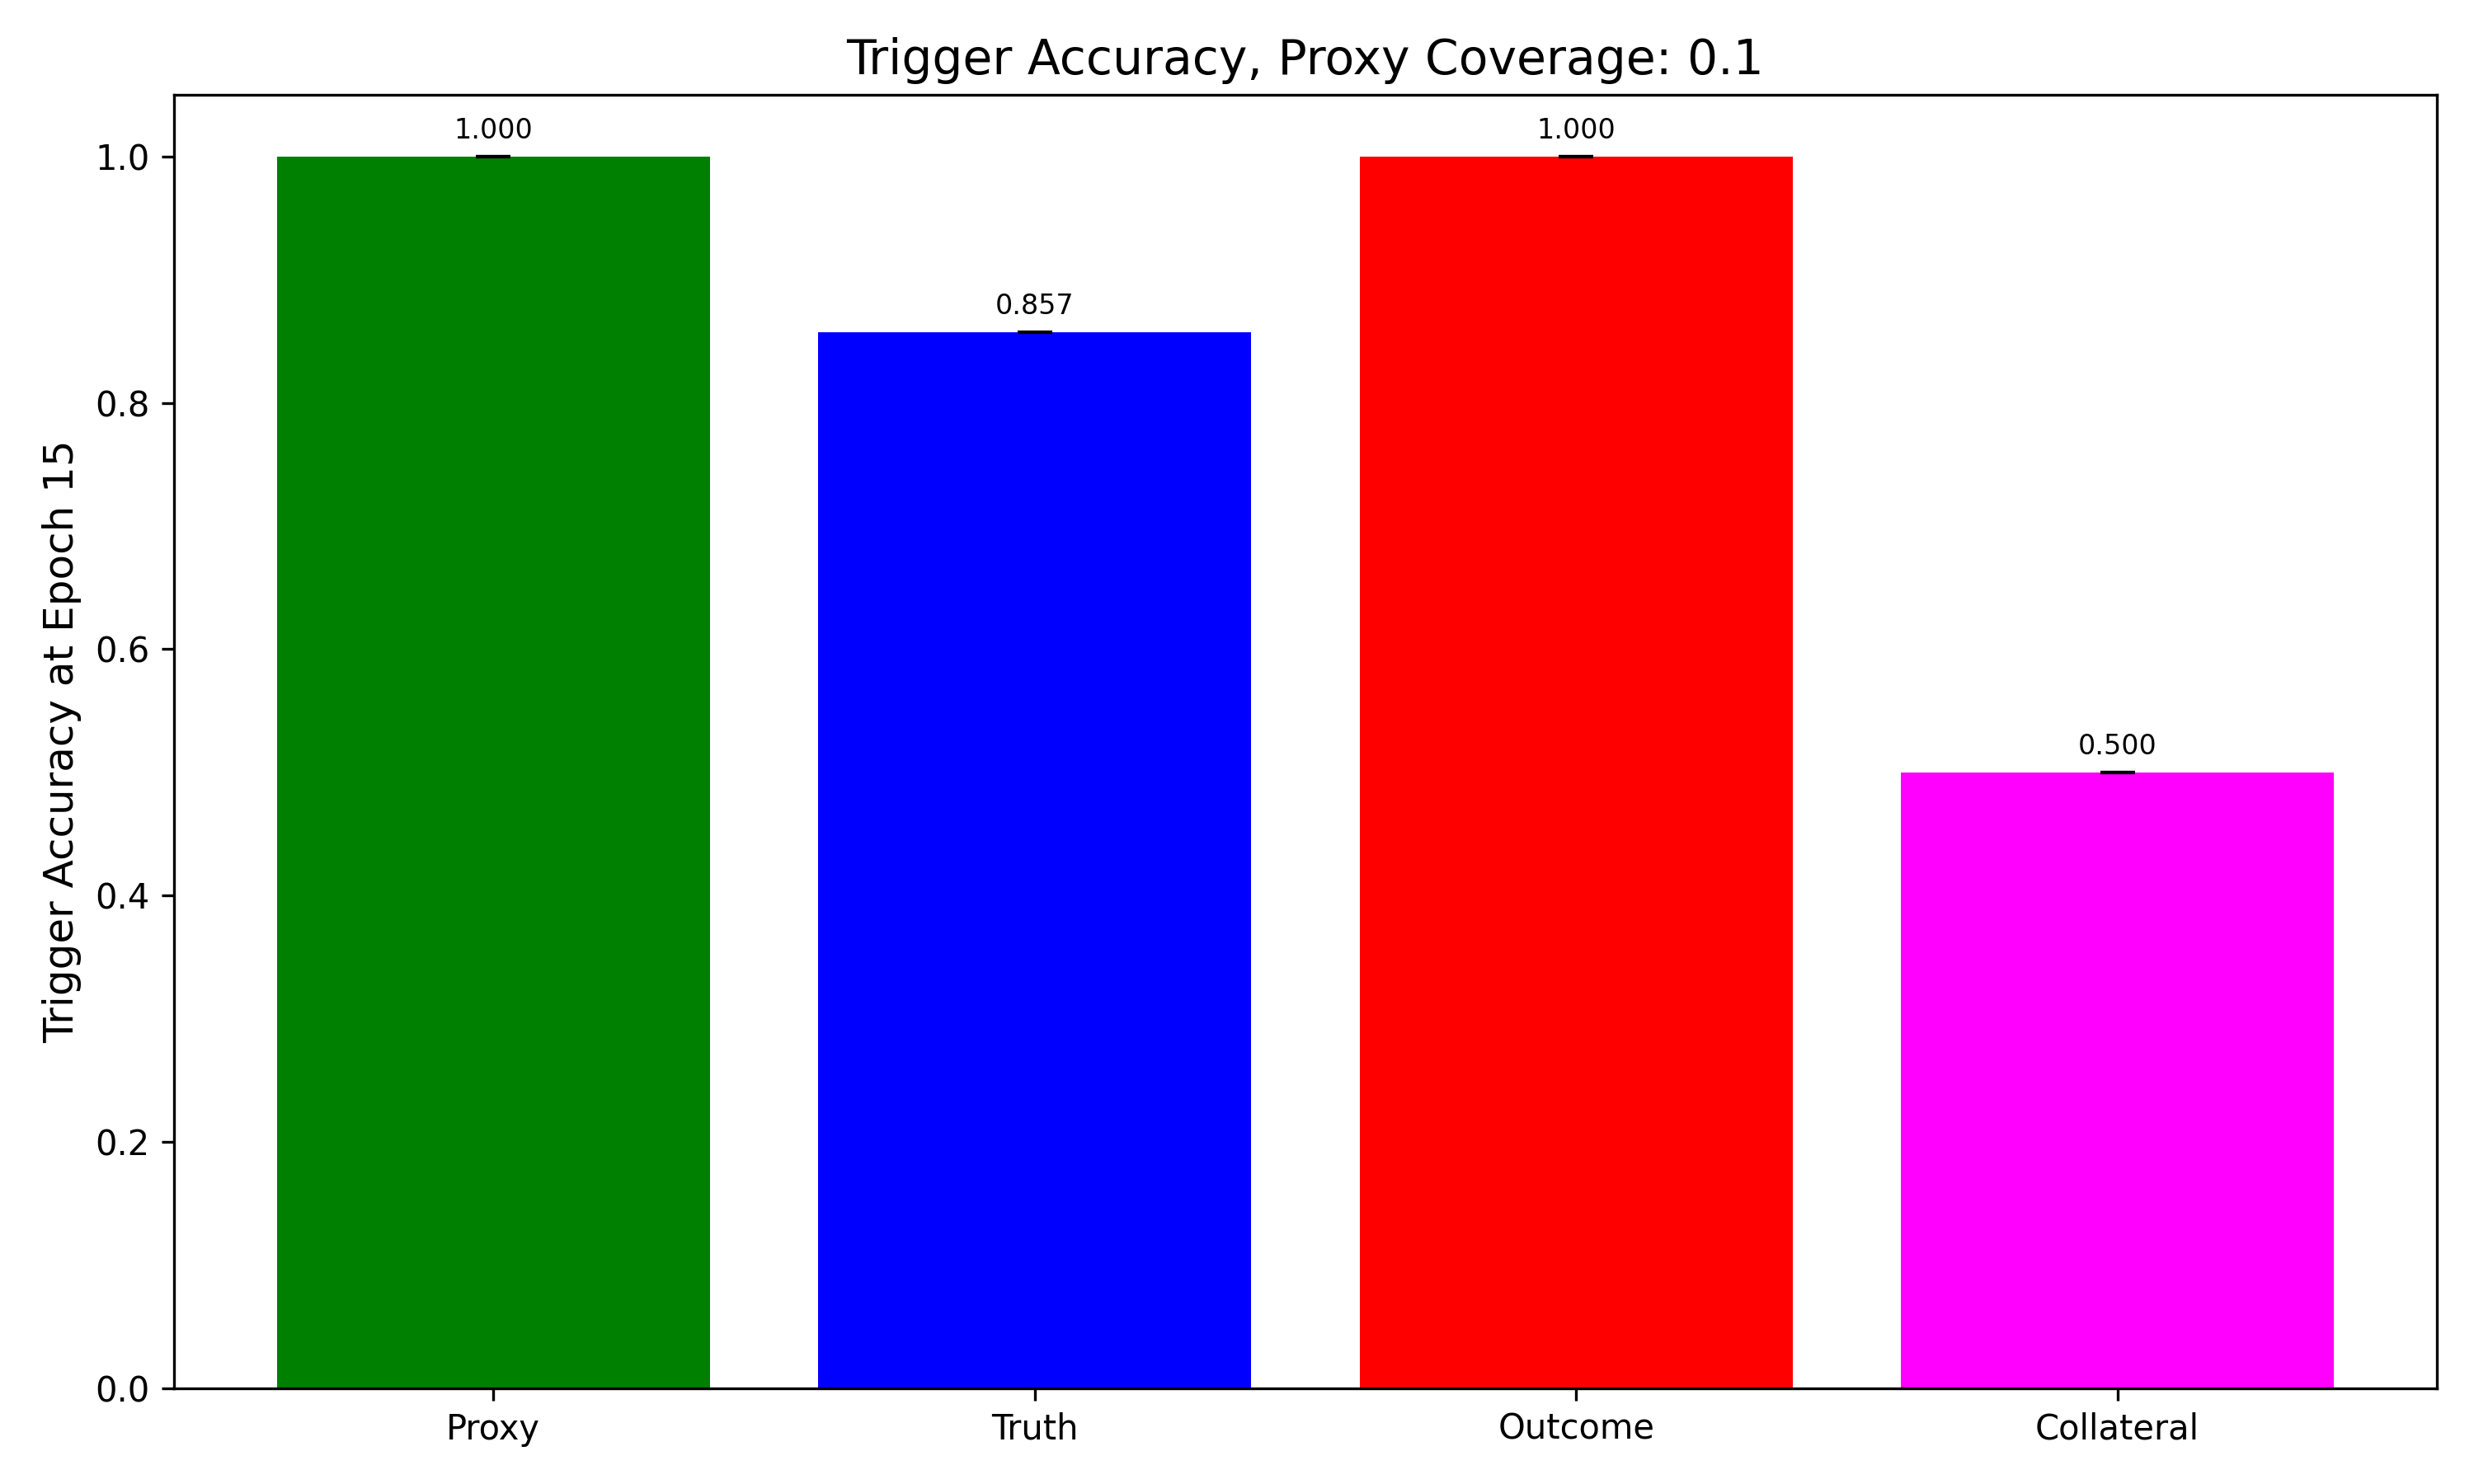 Trigger Accuracy, Proxy Coverage: 0.1
Trigger Accuracy at Epoch 15
1.0
0.8
0.6
0.4
0.2
0.0
1.000
0.857
1.000
0.500
Proxy
Truth
Outcome
Collateral